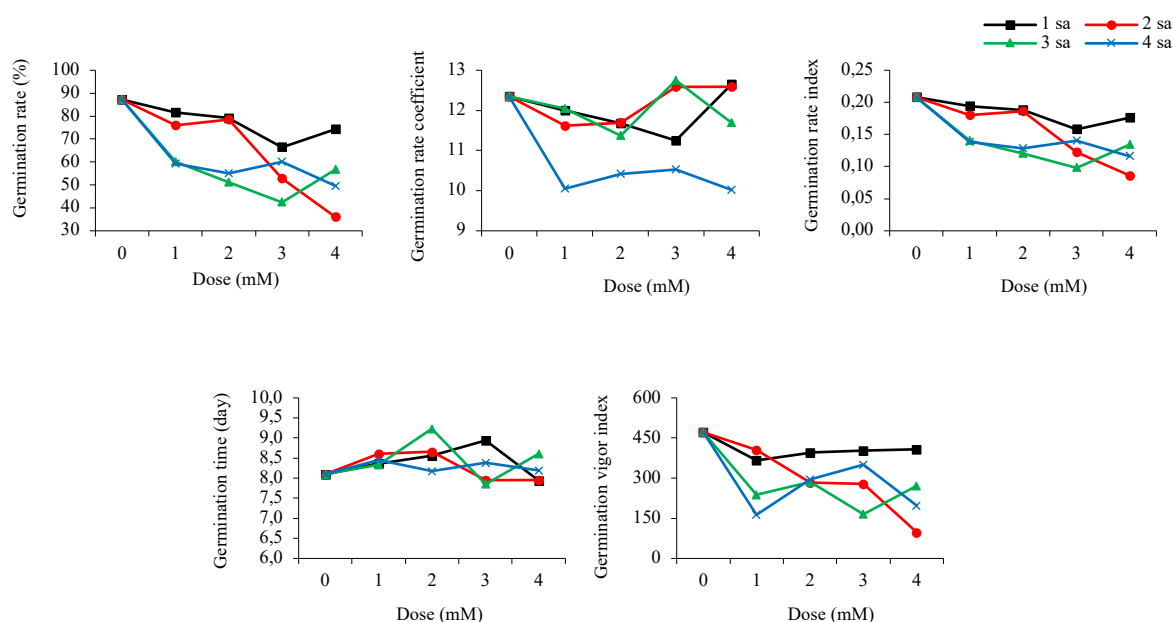 1 sa
2 sa
3 sa
4 sa
Germination rate (%)
100
90
80
70
60
50
40
30
0 1 2 3 4
Dose (mM)
Germination rate coefficient
13
12
11
10
9
0 1 2 3 4
Dose (mM)
Germination rate index
0,25
0,20
0,15
0,10
0,05
0,00
0 1 2 3 4
Dose (mM)
Germination time (day)
10,0
9,5
9,0
8,5
8,0
7,5
7,0
6,5
6,0
0 1 2 3 4
Dose (mM)
Germination vigor index
600
450
300
150
0
0 1 2 3 4
Dose (mM)